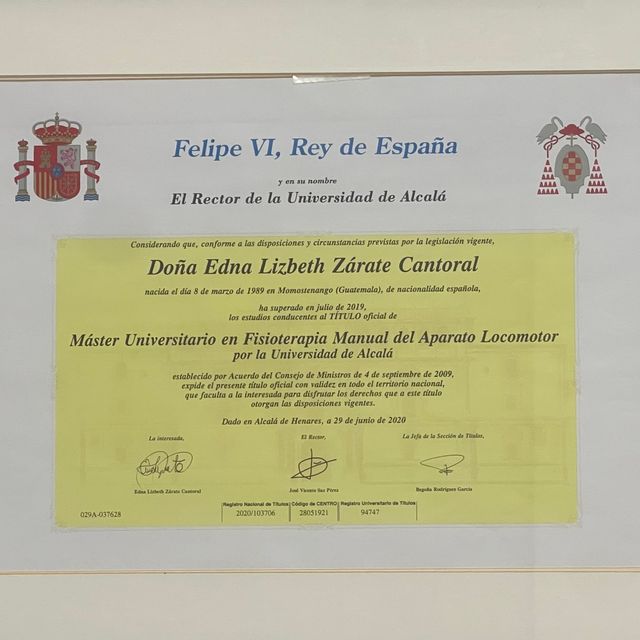 Felipe VI, Rey de España
y en su nombre
El Rector de la Universidad de Alcalá
Considerando que, conforme a las disposiciones y circunstancias previstas por la legislación vigente,
Doña Edna Lizbeth Zárate Cantoral
nacida el día 8 de marzo de 1989 en Momostenango (Guatemala), de nacionalidad española,
ha superado en julio de 2019,
los estudios conducentes al TÍTULO oficial de
Máster Universitario en Fisioterapia Manual del Aparato Locomotor
por la Universidad de Alcalá
establecido por Acuerdo del Consejo de Ministros de 4 de septiembre de 2009,
expide el presente título oficial con validez en todo el territorio nacional,
que faculta a la interesada para disfrutar los derechos que a este título
otorgan las disposiciones vigentes.
Dado en Alcalá de Henares, a 29 de junio de 2020
La interesada, El Rector, La Jefa de la Sección de Títulos,
Edna Lizbeth Zárate Cantoral José Vicente Saz Pérez Begoña Rodríguez García
Registro Nacional de Títulos Código de CENTRO Registro Universitario de Títulos
029A-037628 2020/103706 28051921 94747